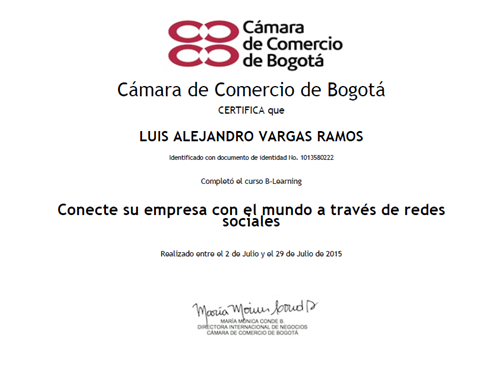 Cámara
de Comercio
de Bogotá
Cámara de Comercio de Bogotá
CERTIFICA que
LUIS ALEJANDRO VARGAS RAMOS
Identificado con documento de identidad No. 1013580222
Completó el curso B-Learning
Conecte su empresa con el mundo a través de redes
sociales
Realizado entre el 2 de Julio y el 29 de Julio de 2015
MARÍA MÓNICA CONDE B.
DIRECTORA INTERNACIONAL DE NEGOCIOS
CÁMARA DE COMERCIO DE BOGOTÁ